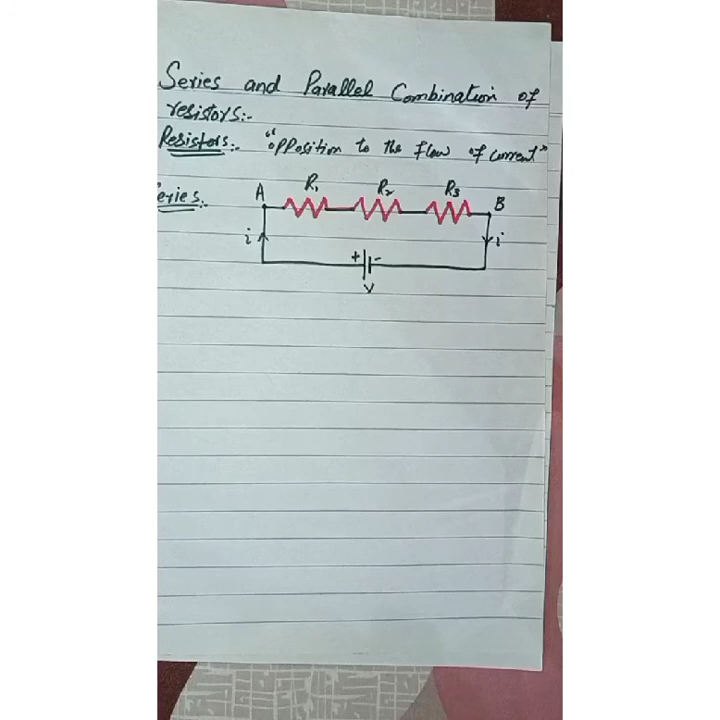 Series and Parallel Combination of
resistors:-
Resistors:- "opposition to the flow of current"
eries:-
A R₁ R₂ R₃ B
i i
+ -
V